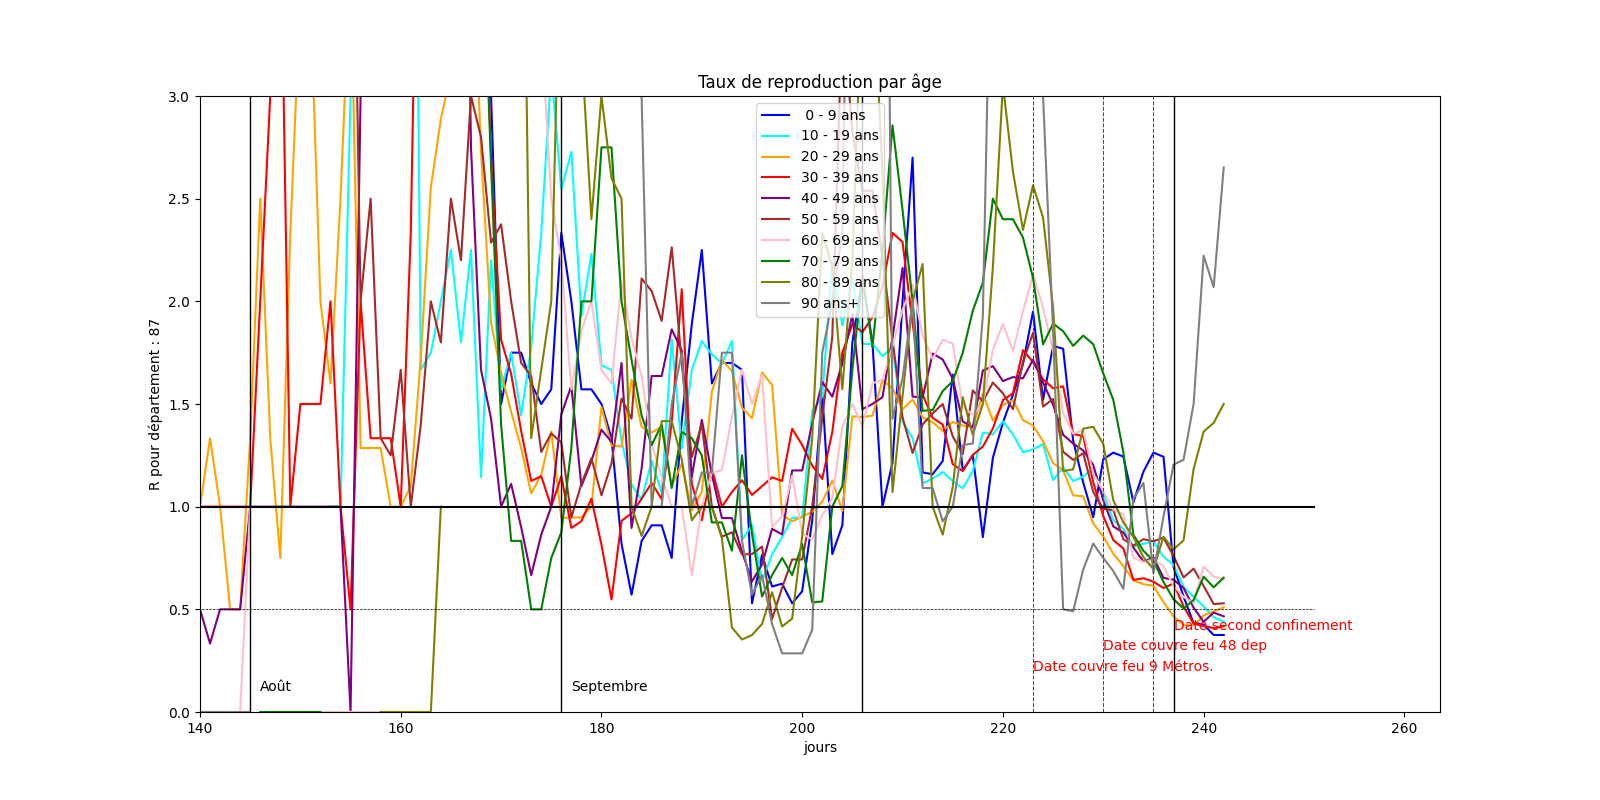 Taux de reproduction par âge
R pour département : 87
3.0
2.5
2.0
1.5
1.0
0.5
0.0
0 - 9 ans
10 - 19 ans
20 - 29 ans
30 - 39 ans
40 - 49 ans
50 - 59 ans
60 - 69 ans
70 - 79 ans
80 - 89 ans
90 ans+
Date second confinement
Date couvre feu 48 dep
Date couvre feu 9 Métros.
Août
Septembre
140 160 180 200 220 240 260
jours